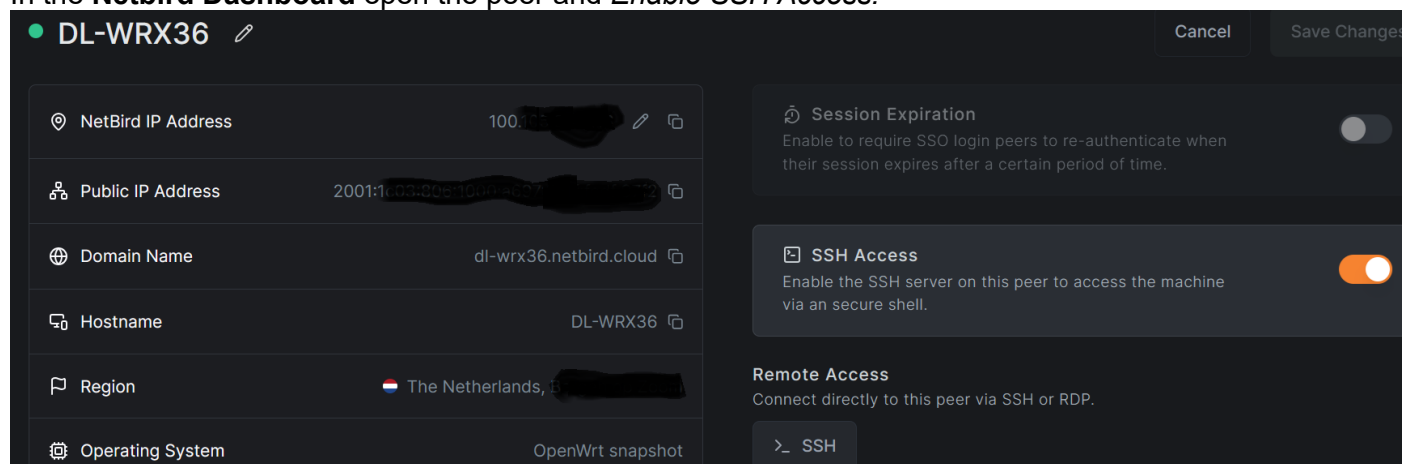 In the Netbird Dashboard open the peer and Enable SSH Access.
DL-WRX36
Cancel
Save Changes
NetBird IP Address
100.
Public IP Address
2001:1
Domain Name
dl-wrx36.netbird.cloud
Hostname
DL-WRX36
Region
The Netherlands,
Operating System
OpenWrt snapshot
Session Expiration
Enable to require SSO login peers to re-authenticate when
their session expires after a certain period of time.
SSH Access
Enable the SSH server on this peer to access the machine
via an secure shell.
Remote Access
Connect directly to this peer via SSH or RDP.
>_ SSH